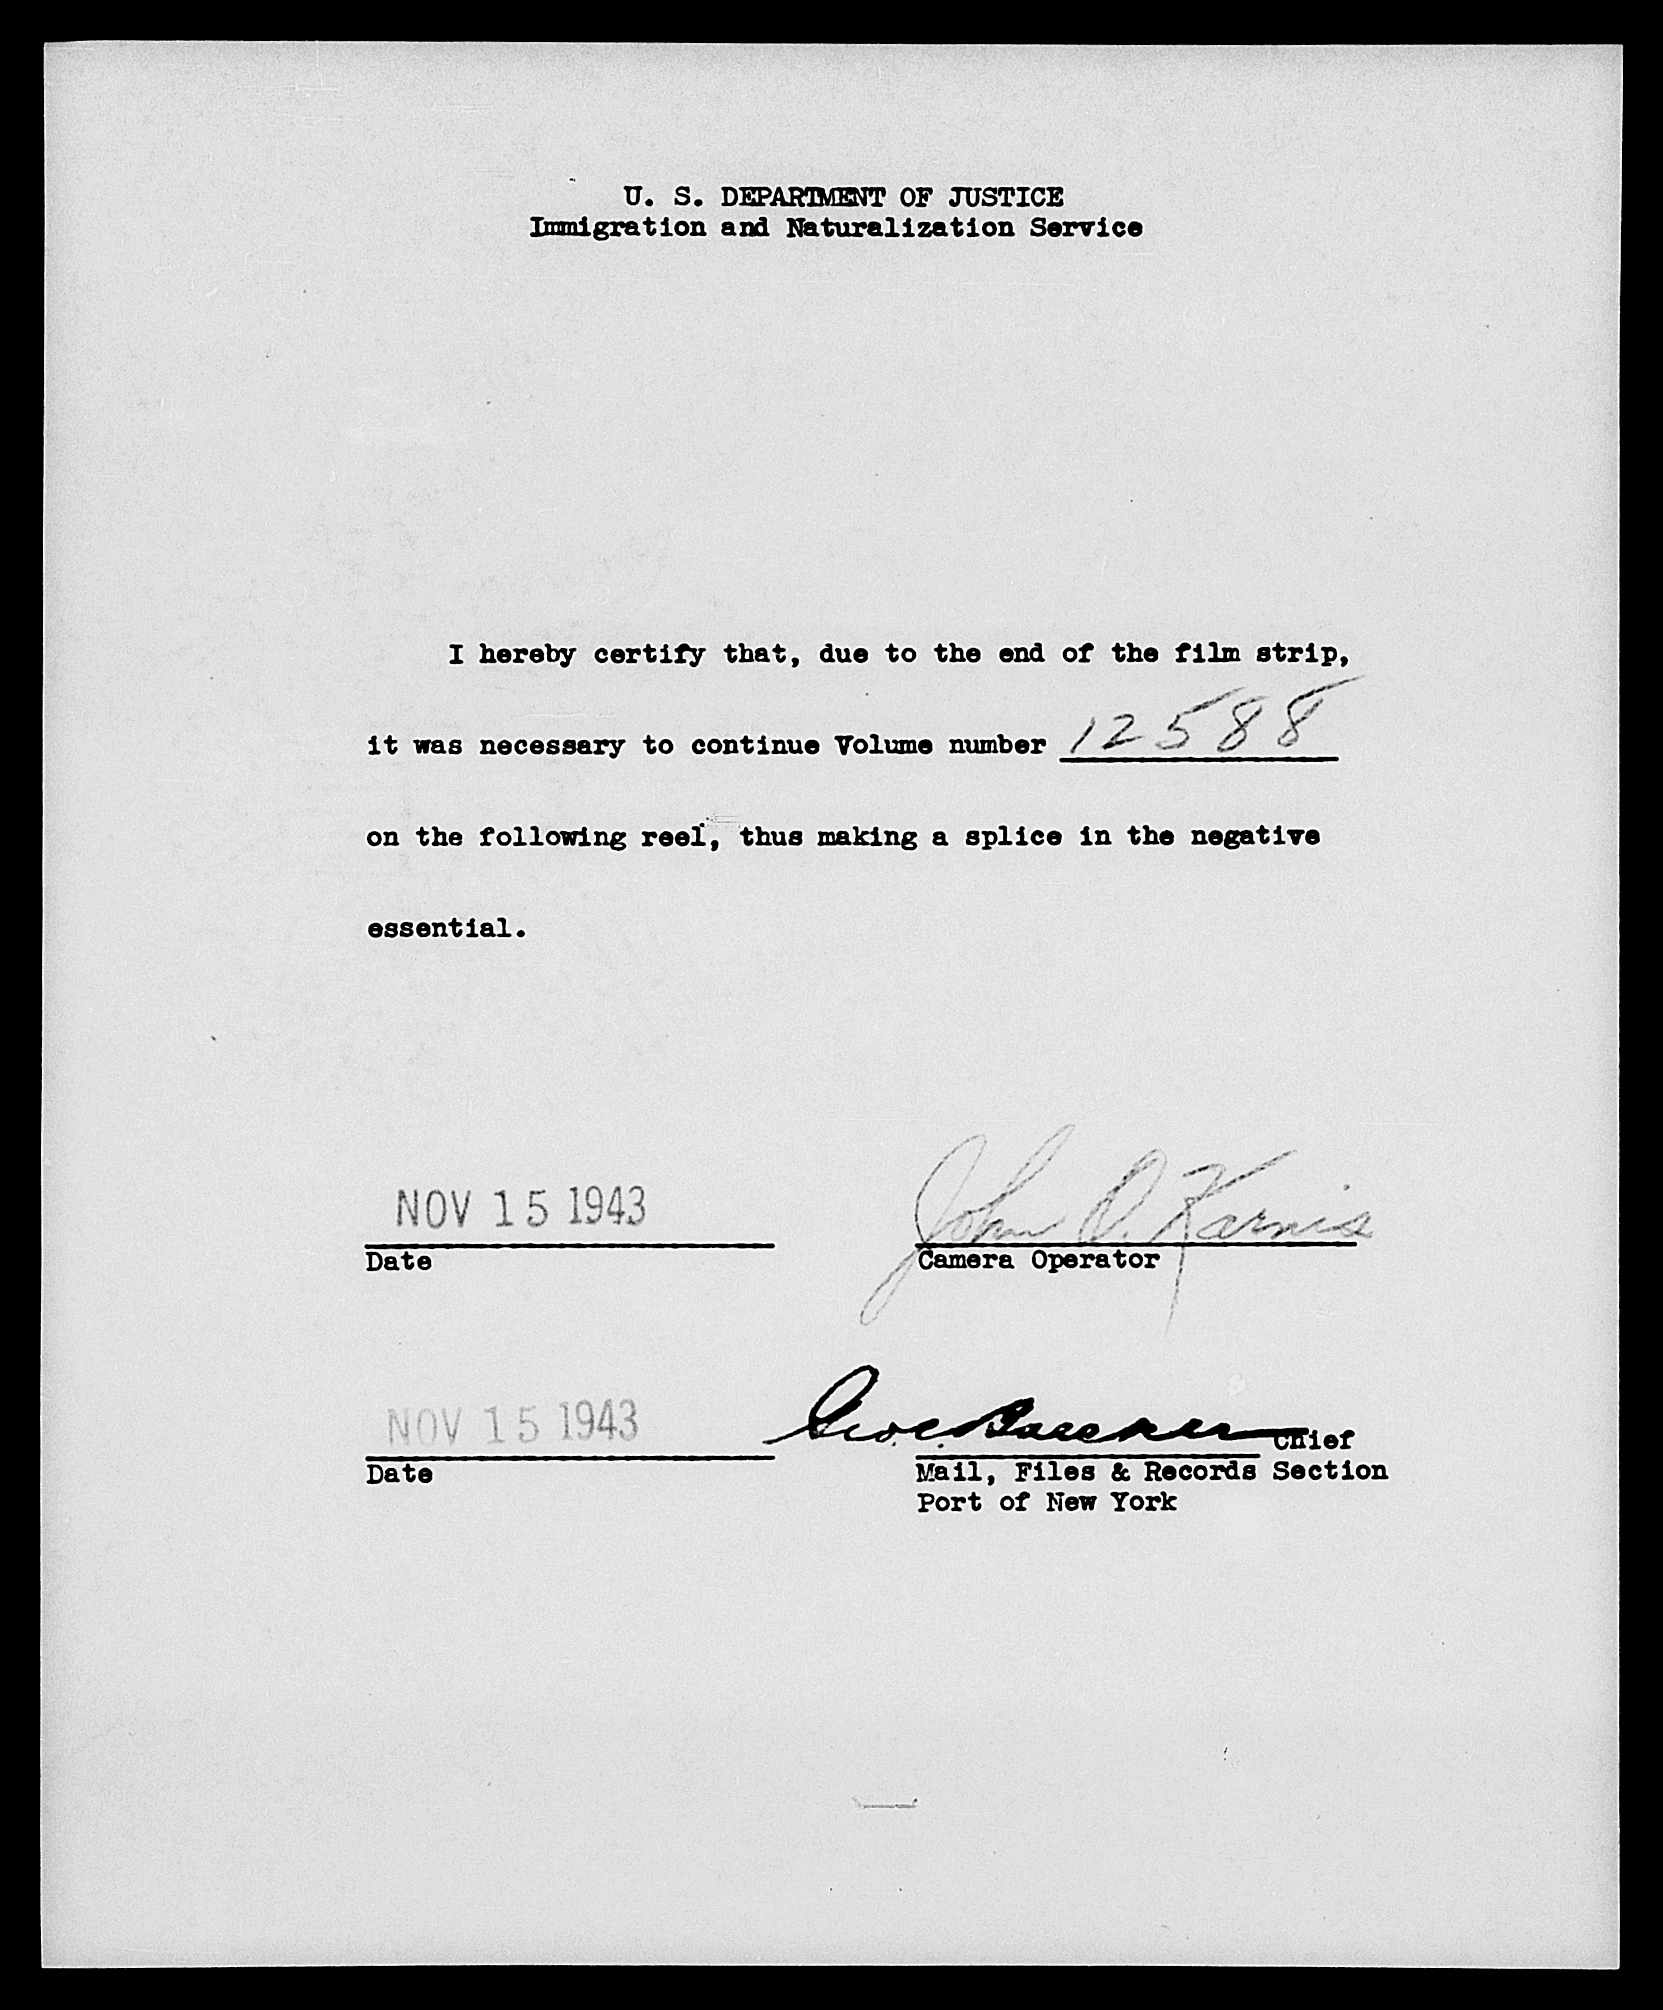 U. S. DEPARTMENT OF JUSTICE
Immigration and Naturalization Service
I hereby certify that, due to the end of the film strip,
it was necessary to continue Volume number 12588
on the following reel, thus making a splice in the negative
essential.
NOV 15 1943
John O. Karnis
Date
Camera Operator
NOV 15 1943
Chief
Date
Mail, Files & Records Section
Port of New York